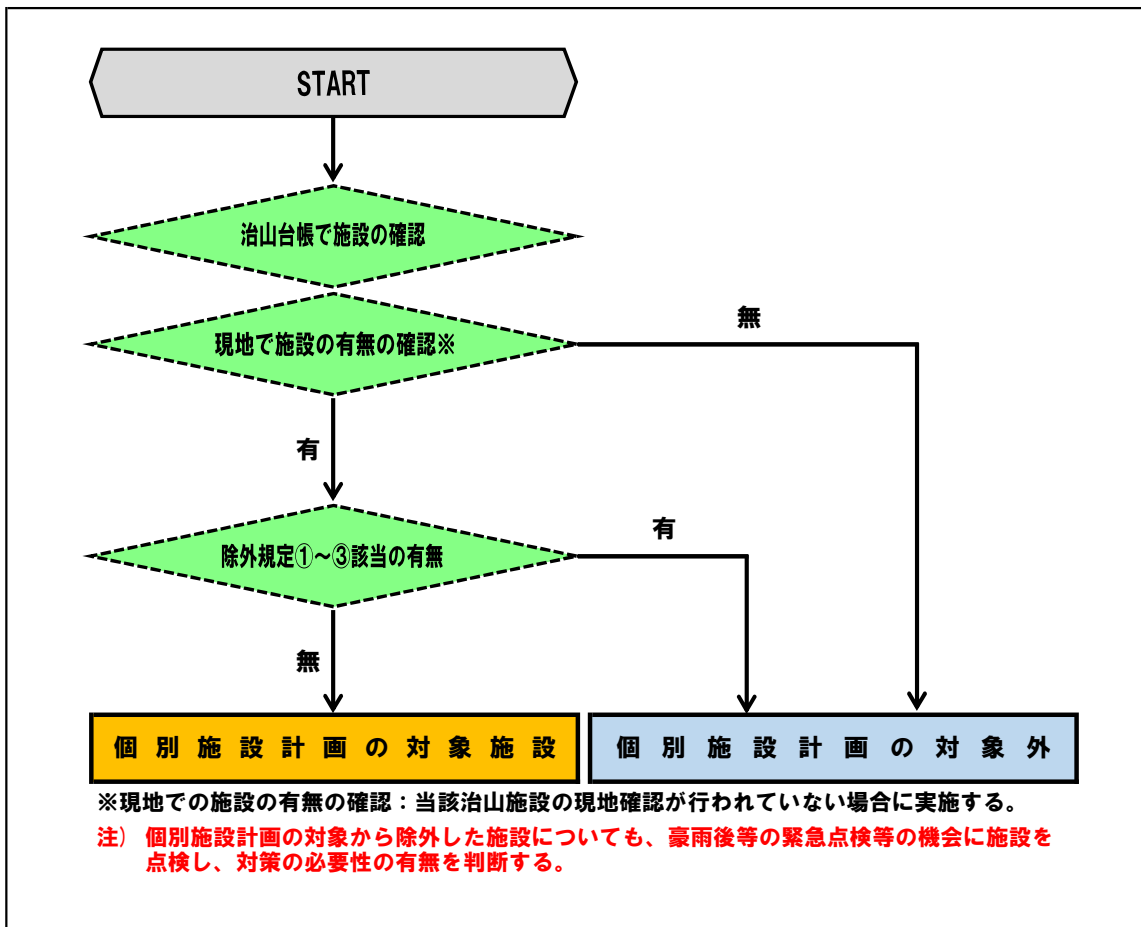 START
治山台帳で施設の確認
現地で施設の有無の確認※
無
有
除外規定①～③該当の有無
有
無
個別施設計画の対象施設
個別施設計画の対象外
※現地での施設の有無の確認：当該治山施設の現地確認が行われていない場合に実施する。
注） 個別施設計画の対象から除外した施設についても、豪雨後等の緊急点検等の機会に施設を
点検し、対策の必要性の有無を判断する。